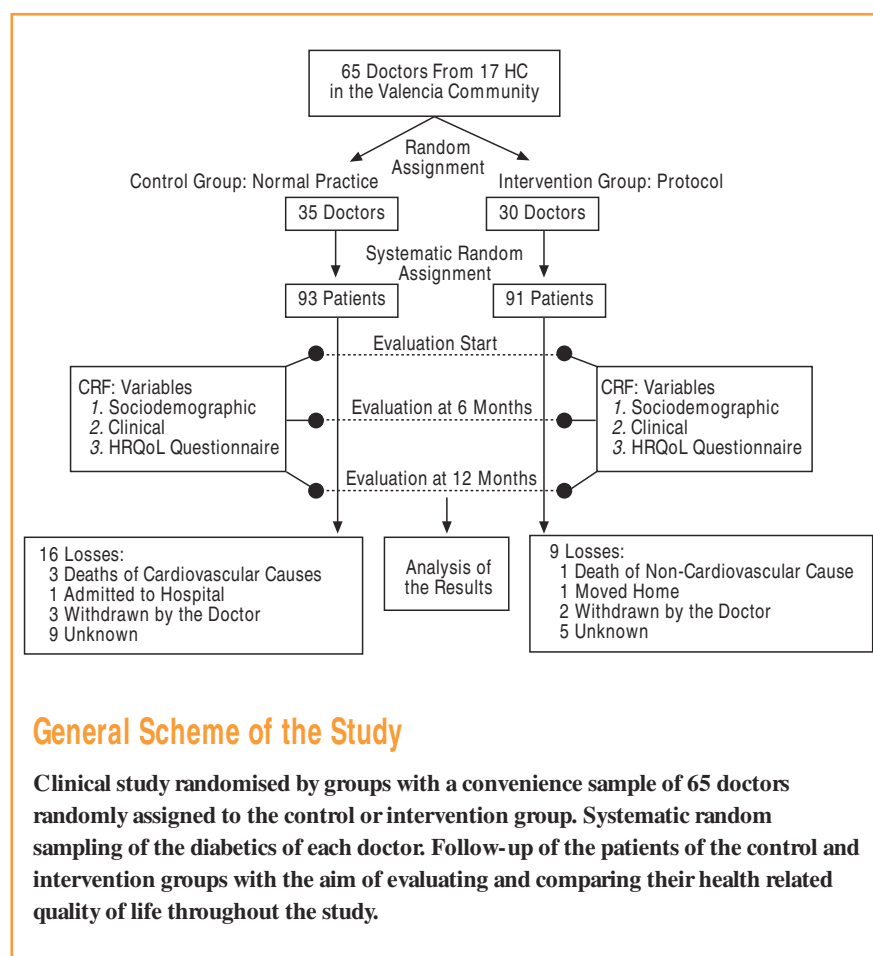 65 Doctors From 17 HC
in the Valencia Community
Random
Assignment
Control Group: Normal Practice
Intervention Group: Protocol
35 Doctors
30 Doctors
Systematic Random
Assignment
93 Patients
91 Patients
Evaluation Start
CRF: Variables
1. Sociodemographic
2. Clinical
3. HRQoL Questionnaire
Evaluation at 6 Months
CRF: Variables
1. Sociodemographic
2. Clinical
3. HRQoL Questionnaire
Evaluation at 12 Months
16 Losses:
3 Deaths of Cardiovascular Causes
1 Admitted to Hospital
3 Withdrawn by the Doctor
9 Unknown
Analysis of
the Results
9 Losses:
1 Death of Non-Cardiovascular Cause
1 Moved Home
2 Withdrawn by the Doctor
5 Unknown
General Scheme of the Study
Clinical study randomised by groups with a convenience sample of 65 doctors
randomly assigned to the control or intervention group. Systematic random
sampling of the diabetics of each doctor. Follow-up of the patients of the control and
intervention groups with the aim of evaluating and comparing their health related
quality of life throughout the study.